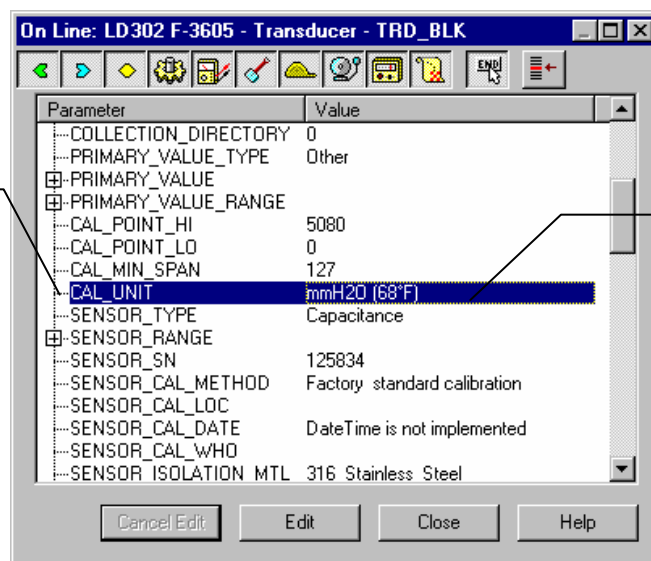 On Line: LD302 F-3605 - Transducer - TRD_BLK
END
Parameter Value
COLLECTION_DIRECTORY 0
PRIMARY_VALUE_TYPE Other
PRIMARY_VALUE
PRIMARY_VALUE_RANGE
CAL_POINT_HI 5080
CAL_POINT_LO 0
CAL_MIN_SPAN 127
CAL_UNIT mmH2O (68°F)
SENSOR_TYPE Capacitance
SENSOR_RANGE
SENSOR_SN 125834
SENSOR_CAL_METHOD Factory standard calibration
SENSOR_CAL_LOC
SENSOR_CAL_DATE DateTime is not implemented
SENSOR_CAL_WHO
SENSOR_ISOLATION_MTL 316 Stainless Steel
Cancel Edit Edit Close Help